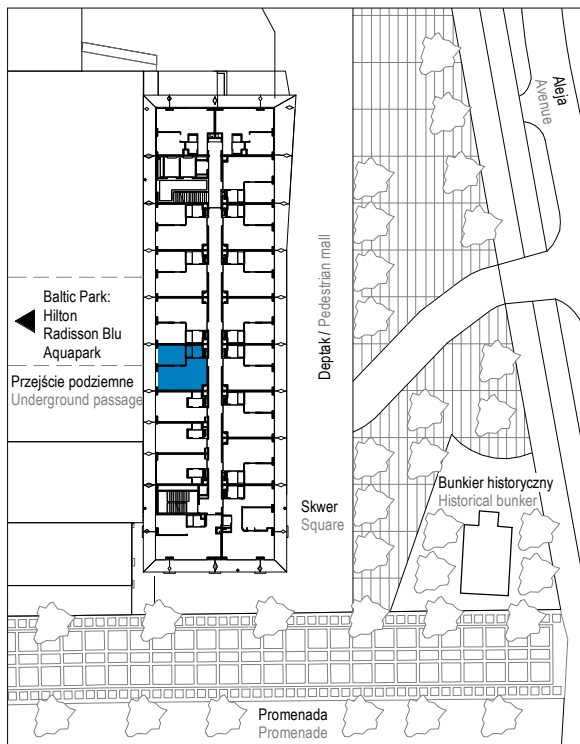 Aleja
Avenue
Deptak / Pedestrian mall
Baltic Park:
Hilton
Radisson Blu
Aquapark
Przejście podziemne
Underground passage
Bunkier historyczny
Historical bunker
Skwer
Square
Promenada
Promenade